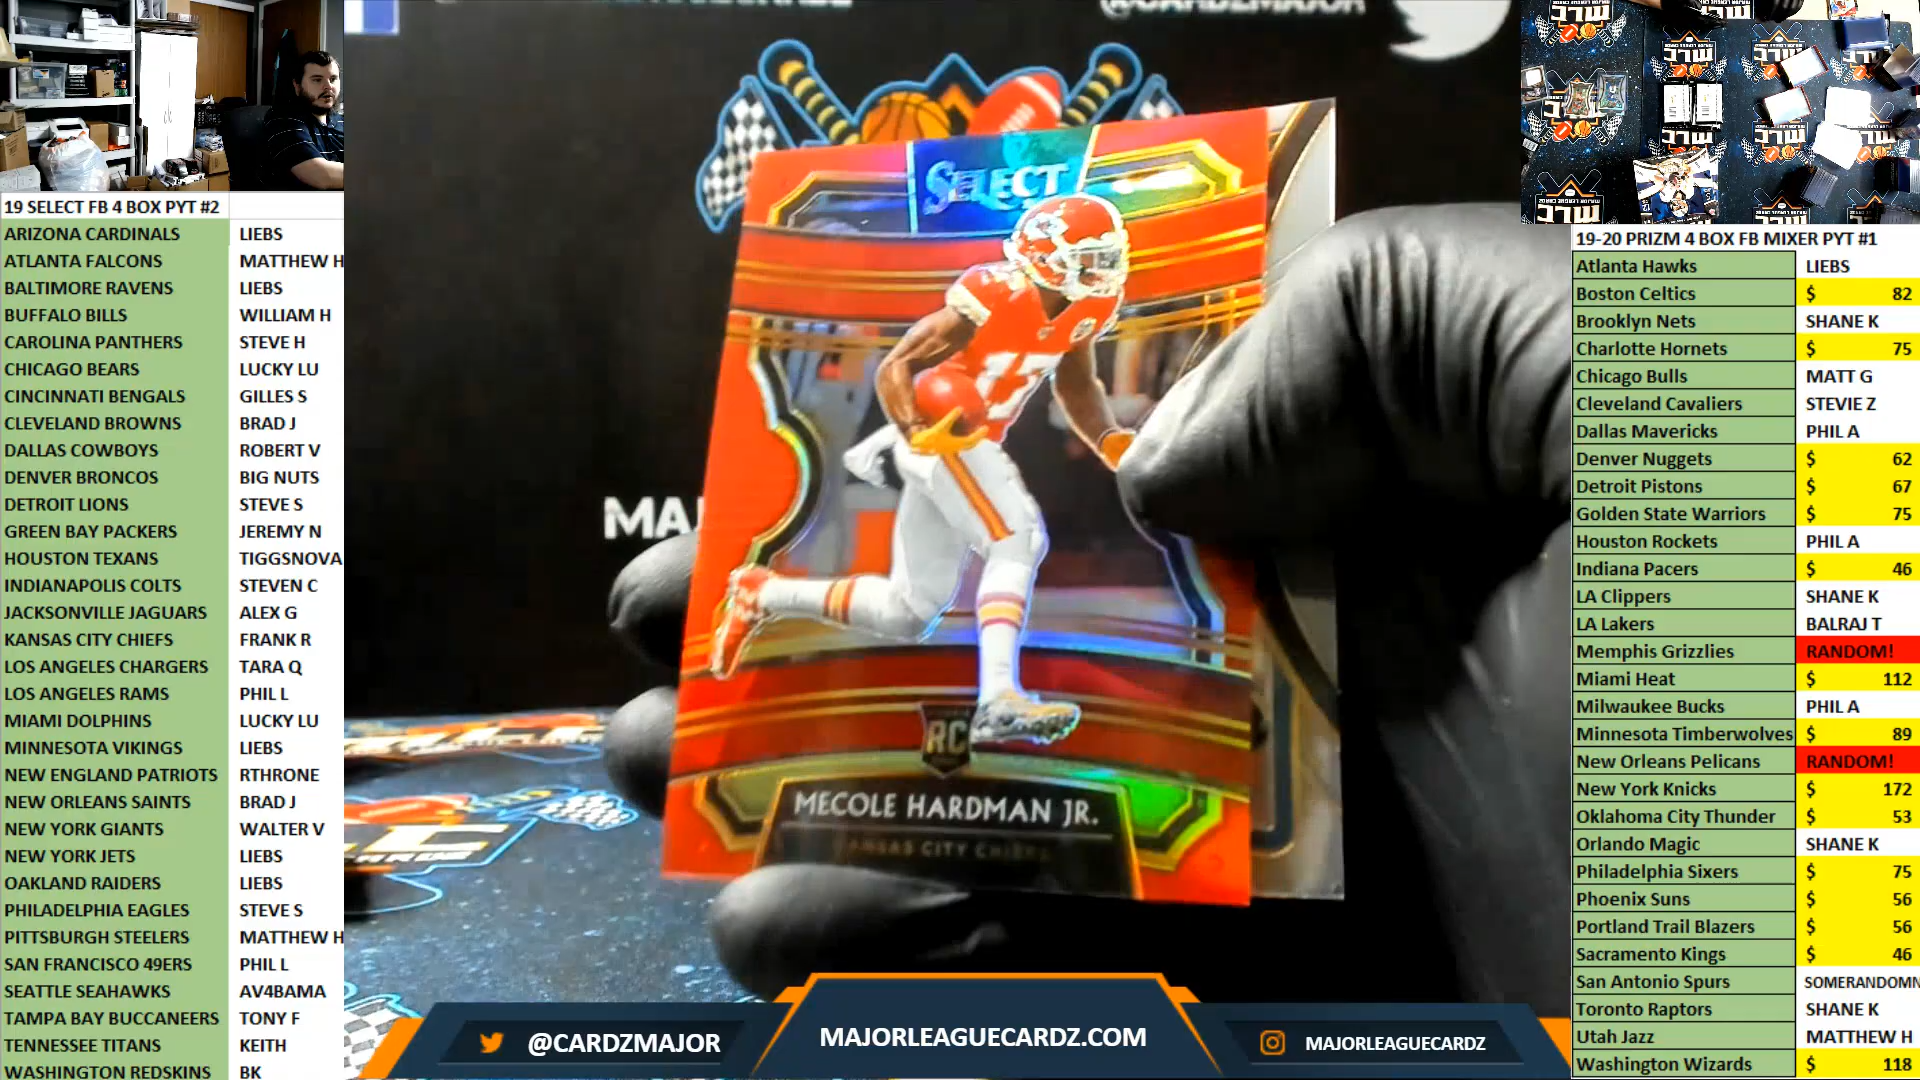 19 SELECT FB 4 BOX PYT #2
ARIZONA CARDINALS LIEBS
ATLANTA FALCONS MATTHEW H
BALTIMORE RAVENS LIEBS
BUFFALO BILLS WILLIAM H
CAROLINA PANTHERS STEVE H
CHICAGO BEARS LUCKY LU
CINCINNATI BENGALS GILLES S
CLEVELAND BROWNS BRAD J
DALLAS COWBOYS ROBERT V
DENVER BRONCOS BIG NUTS
DETROIT LIONS STEVE S
GREEN BAY PACKERS JEREMY N
HOUSTON TEXANS TIGGSNOVA
INDIANAPOLIS COLTS STEVEN C
JACKSONVILLE JAGUARS ALEX G
KANSAS CITY CHIEFS FRANK R
LOS ANGELES CHARGERS TARA Q
LOS ANGELES RAMS PHIL L
MIAMI DOLPHINS LUCKY LU
MINNESOTA VIKINGS LIEBS
NEW ENGLAND PATRIOTS RTHRONE
NEW ORLEANS SAINTS BRAD J
NEW YORK GIANTS WALTER V
NEW YORK JETS LIEBS
OAKLAND RAIDERS LIEBS
PHILADELPHIA EAGLES STEVE S
PITTSBURGH STEELERS MATTHEW H
SAN FRANCISCO 49ERS PHIL L
SEATTLE SEAHAWKS AV4BAMA
TAMPA BAY BUCCANEERS TONY F
TENNESSEE TITANS KEITH
WASHINGTON REDSKINS BK
@CARDZMAJOR
SELECT
MAJ
17
RC
MECOLE HARDMAN JR.
KANSAS CITY CHIEFS
@CARDZMAJOR
MAJORLEAGUECARDZ.COM
MAJORLEAGUECARDZ
19-20 PRIZM 4 BOX FB MIXER PYT #1
Atlanta Hawks LIEBS
Boston Celtics $ 82
Brooklyn Nets SHANE K
Charlotte Hornets $ 75
Chicago Bulls MATT G
Cleveland Cavaliers STEVIE Z
Dallas Mavericks PHIL A
Denver Nuggets $ 62
Detroit Pistons $ 67
Golden State Warriors $ 75
Houston Rockets PHIL A
Indiana Pacers $ 46
LA Clippers SHANE K
LA Lakers BALRAJ T
Memphis Grizzlies RANDOM!
Miami Heat $ 112
Milwaukee Bucks PHIL A
Minnesota Timberwolves $ 89
New Orleans Pelicans RANDOM!
New York Knicks $ 172
Oklahoma City Thunder $ 53
Orlando Magic SHANE K
Philadelphia Sixers $ 75
Phoenix Suns $ 56
Portland Trail Blazers $ 56
Sacramento Kings $ 46
San Antonio Spurs SOMERANDOMN
Toronto Raptors SHANE K
Utah Jazz MATTHEW H
Washington Wizards $ 118